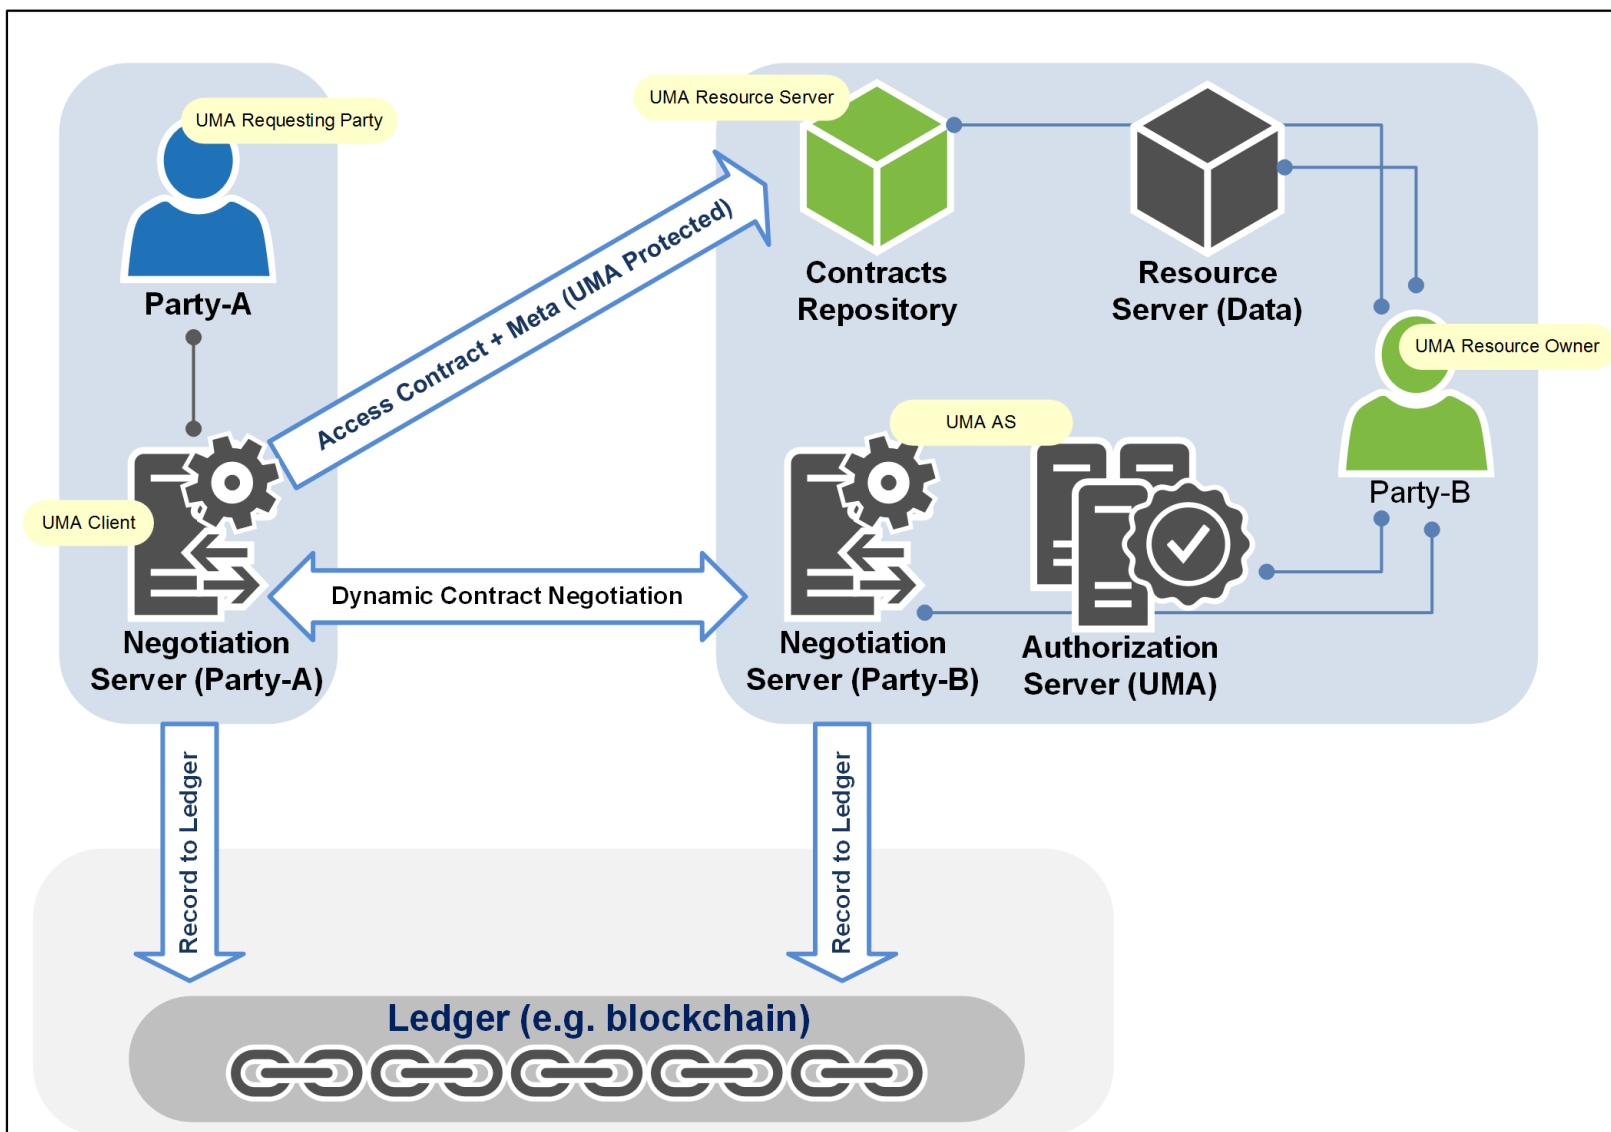 UMA Requesting Party
UMA Resource Server
Party-A
Access Contract + Meta (UMA Protected)
Contracts
Repository
Resource
Server (Data)
UMA Resource Owner
Party-B
UMA Client
UMA AS
Dynamic Contract Negotiation
Negotiation
Server (Party-A)
Negotiation
Server (Party-B)
Authorization
Server (UMA)
Record to Ledger
Record to Ledger
Ledger (e.g. blockchain)